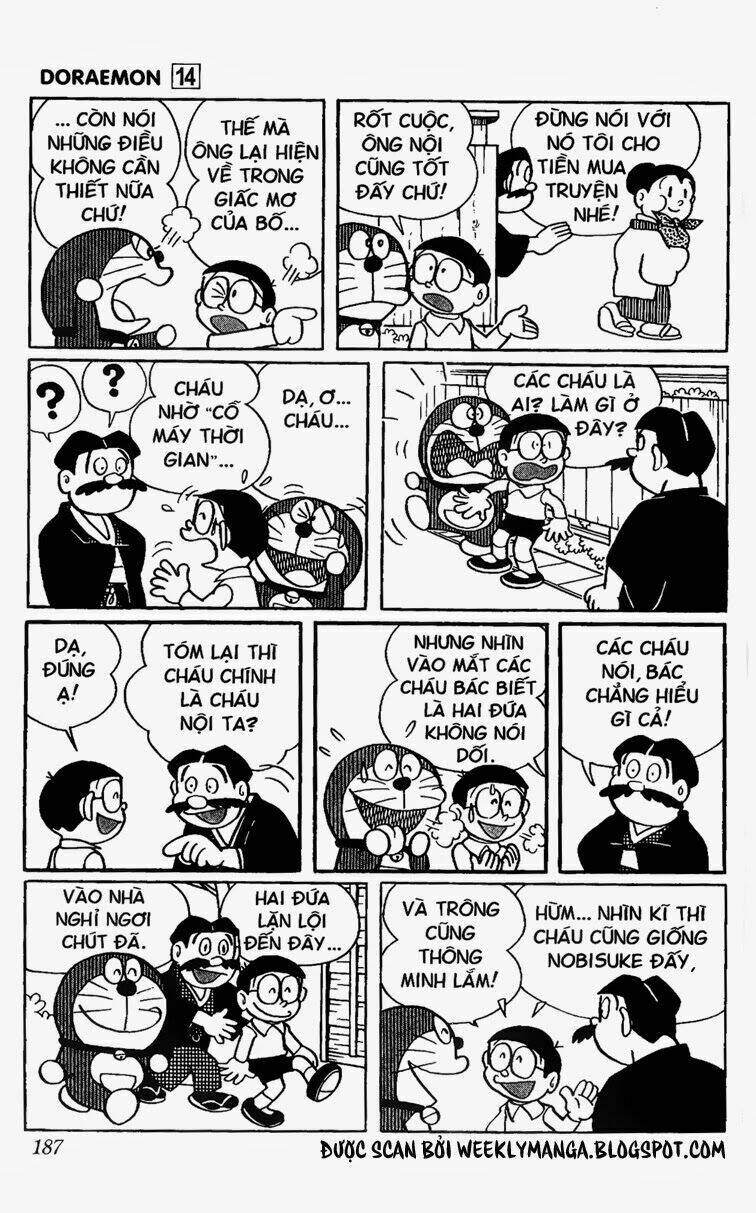 DORAEMON 14
ĐỪNG NÓI VỚI
NÓ TÔI CHO
TIỀN MUA
TRUYỆN
NHÉ!
RỐT CUỘC,
ÔNG NỘI
CŨNG TỐT
ĐẤY CHỨ!
THẾ MÀ
ÔNG LẠI HIỆN
VỀ TRONG
GIẤC MƠ
CỦA BỐ...
... CÒN NÓI
NHỮNG ĐIỀU
KHÔNG CẦN
THIẾT NỮA
CHỨ!
CÁC CHÁU LÀ
AI? LÀM GÌ Ở
ĐÂY?
DẠ, Ơ...
CHÁU...
CHÁU
NHỜ "CỖ
MÁY THỜI
GIAN"...
?
?
CÁC CHÁU
NÓI, BÁC
CHẲNG HIỂU
GÌ CẢ!
NHƯNG NHÌN
VÀO MẮT CÁC
CHÁU BÁC BIẾT
LÀ HAI ĐỨA
KHÔNG NÓI
DỐI.
TÓM LẠI THÌ
CHÁU CHÍNH
LÀ CHÁU
NỘI TA?
DẠ,
ĐÚNG
Ạ!
HỪM... NHÌN KĨ THÌ
CHÁU CŨNG GIỐNG
NOBISUKE ĐẤY,
VÀ TRÔNG
CŨNG
THÔNG
MINH LẮM!
HAI ĐỨA
LẶN LỘI
ĐẾN ĐÂY...
VÀO NHÀ
NGHỈ NGƠI
CHÚT ĐÃ.
187
ĐƯỢC SCAN BỞI WEEKLYMANGA.BLOGSPOT.COM